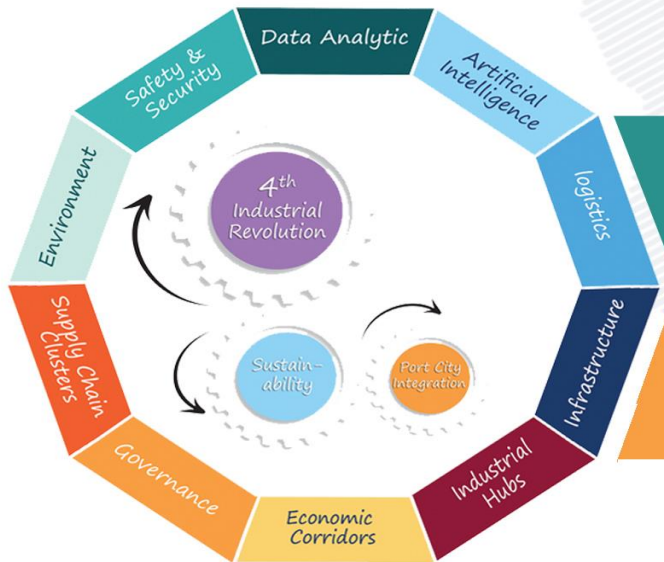 Data Analytic
Artificial
Intelligence
logistics
Infrastructure
Industrial
Hubs
Economic
Corridors
Governance
Supply Chain
Clusters
Environment
Safety &
Security
4th
Industrial
Revolution
Sustain-
ability
Port City
Integration